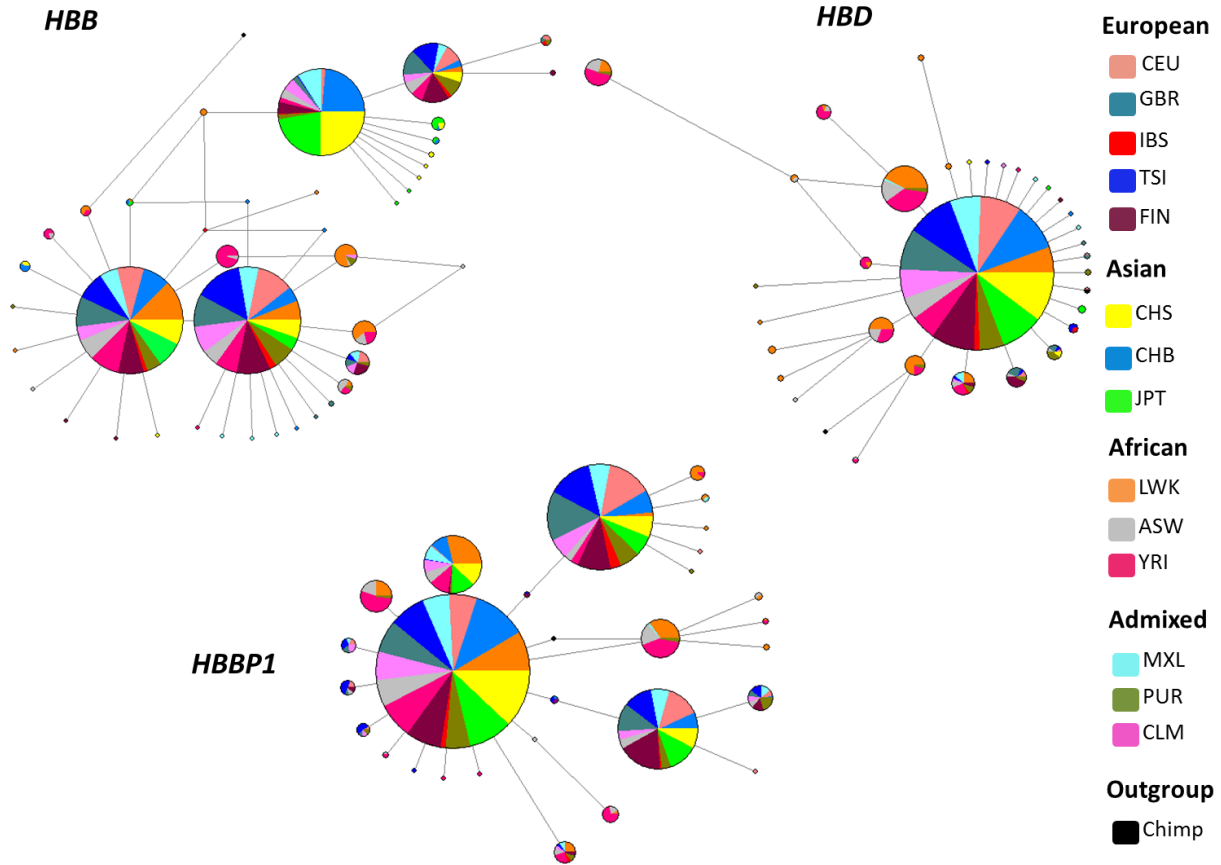 HBB
HBD
HBBP1
European
CEU
GBR
IBS
TSI
FIN
Asian
CHS
CHB
JPT
African
LWK
ASW
YRI
Admixed
MXL
PUR
CLM
Outgroup
Chimp